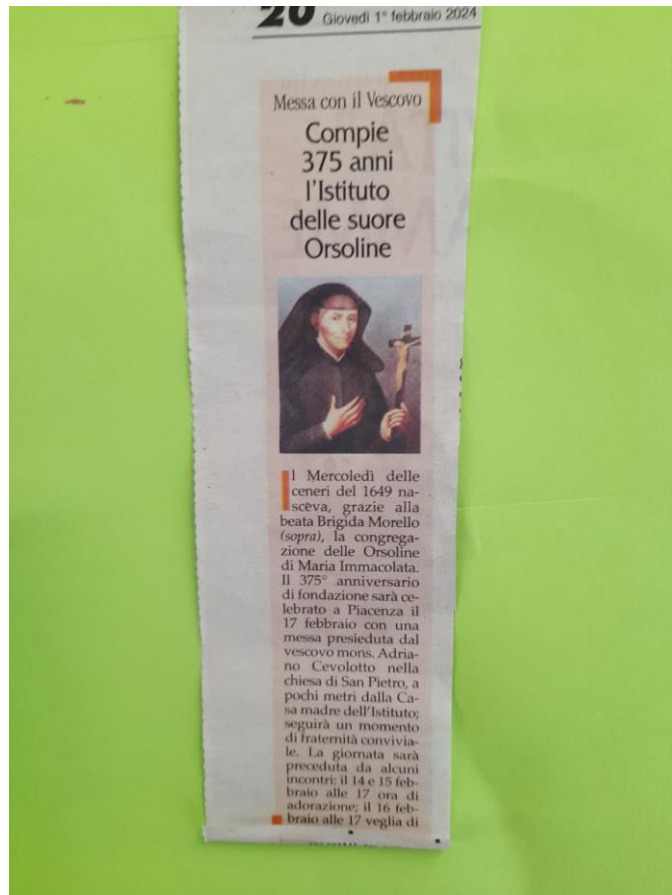 20 Giovedì 1° febbraio 2024
Messa con il Vescovo
Compie
375 anni
l'Istituto
delle suore
Orsoline
Il Mercoledì delle
ceneri del 1649 na-
sceva, grazie alla
beata Brigida Morello
(sopra), la congrega-
zione delle Orsoline
di Maria Immacolata.
Il 375° anniversario
di fondazione sarà ce-
lebrato a Piacenza il
17 febbraio con una
messa presieduta dal
vescovo mons. Adria-
no Cevolotto nella
chiesa di San Pietro, a
pochi metri dalla Ca-
sa madre dell'Istituto;
seguirà un momento
di fraternità convivia-
le. La giornata sarà
preceduta da alcuni
incontri: il 14 e 15 feb-
braio alle 17 ora di
adorazione; il 16 feb-
braio alle 17 veglia di